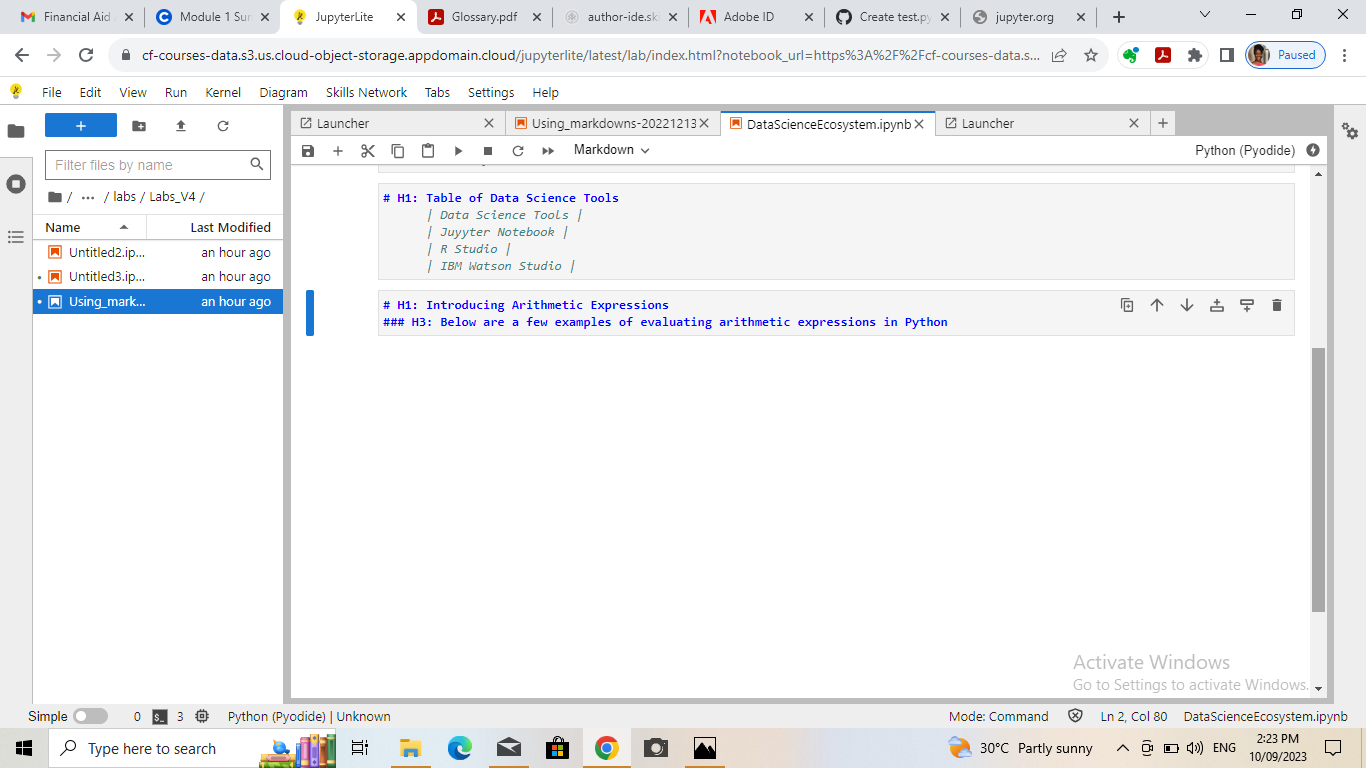 Financial Aid
Module 1 Sur
JupyterLite
Glossary.pdf
author-ide.sk
Adobe ID
Create test.py
jupyter.org
cf-courses-data.s3.us.cloud-object-storage.appdomain.cloud/jupyterlite/latest/lab/index.html?notebook_url=https%3A%2F%2Fcf-courses-data.s...
Paused
File Edit View Run Kernel Diagram Skills Network Tabs Settings Help
Launcher
Using_markdowns-20221213
DataScienceEcosystem.ipynb
Launcher
Filter files by name
Markdown
Python (Pyodide)
/ ... / labs / Labs_V4 /
Name Last Modified
Untitled2.ip... an hour ago
Untitled3.ip... an hour ago
Using_mark... an hour ago
# H1: Table of Data Science Tools
| Data Science Tools |
| Juyyter Notebook |
| R Studio |
| IBM Watson Studio |
# H1: Introducing Arithmetic Expressions
### H3: Below are a few examples of evaluating arithmetic expressions in Python
Activate Windows
Go to Settings to activate Windows.
Simple 0 $_ 3 Python (Pyodide) | Unknown Mode: Command Ln 2, Col 80 DataScienceEcosystem.ipynb
Type here to search
30°C Partly sunny
ENG
2:23 PM
10/09/2023